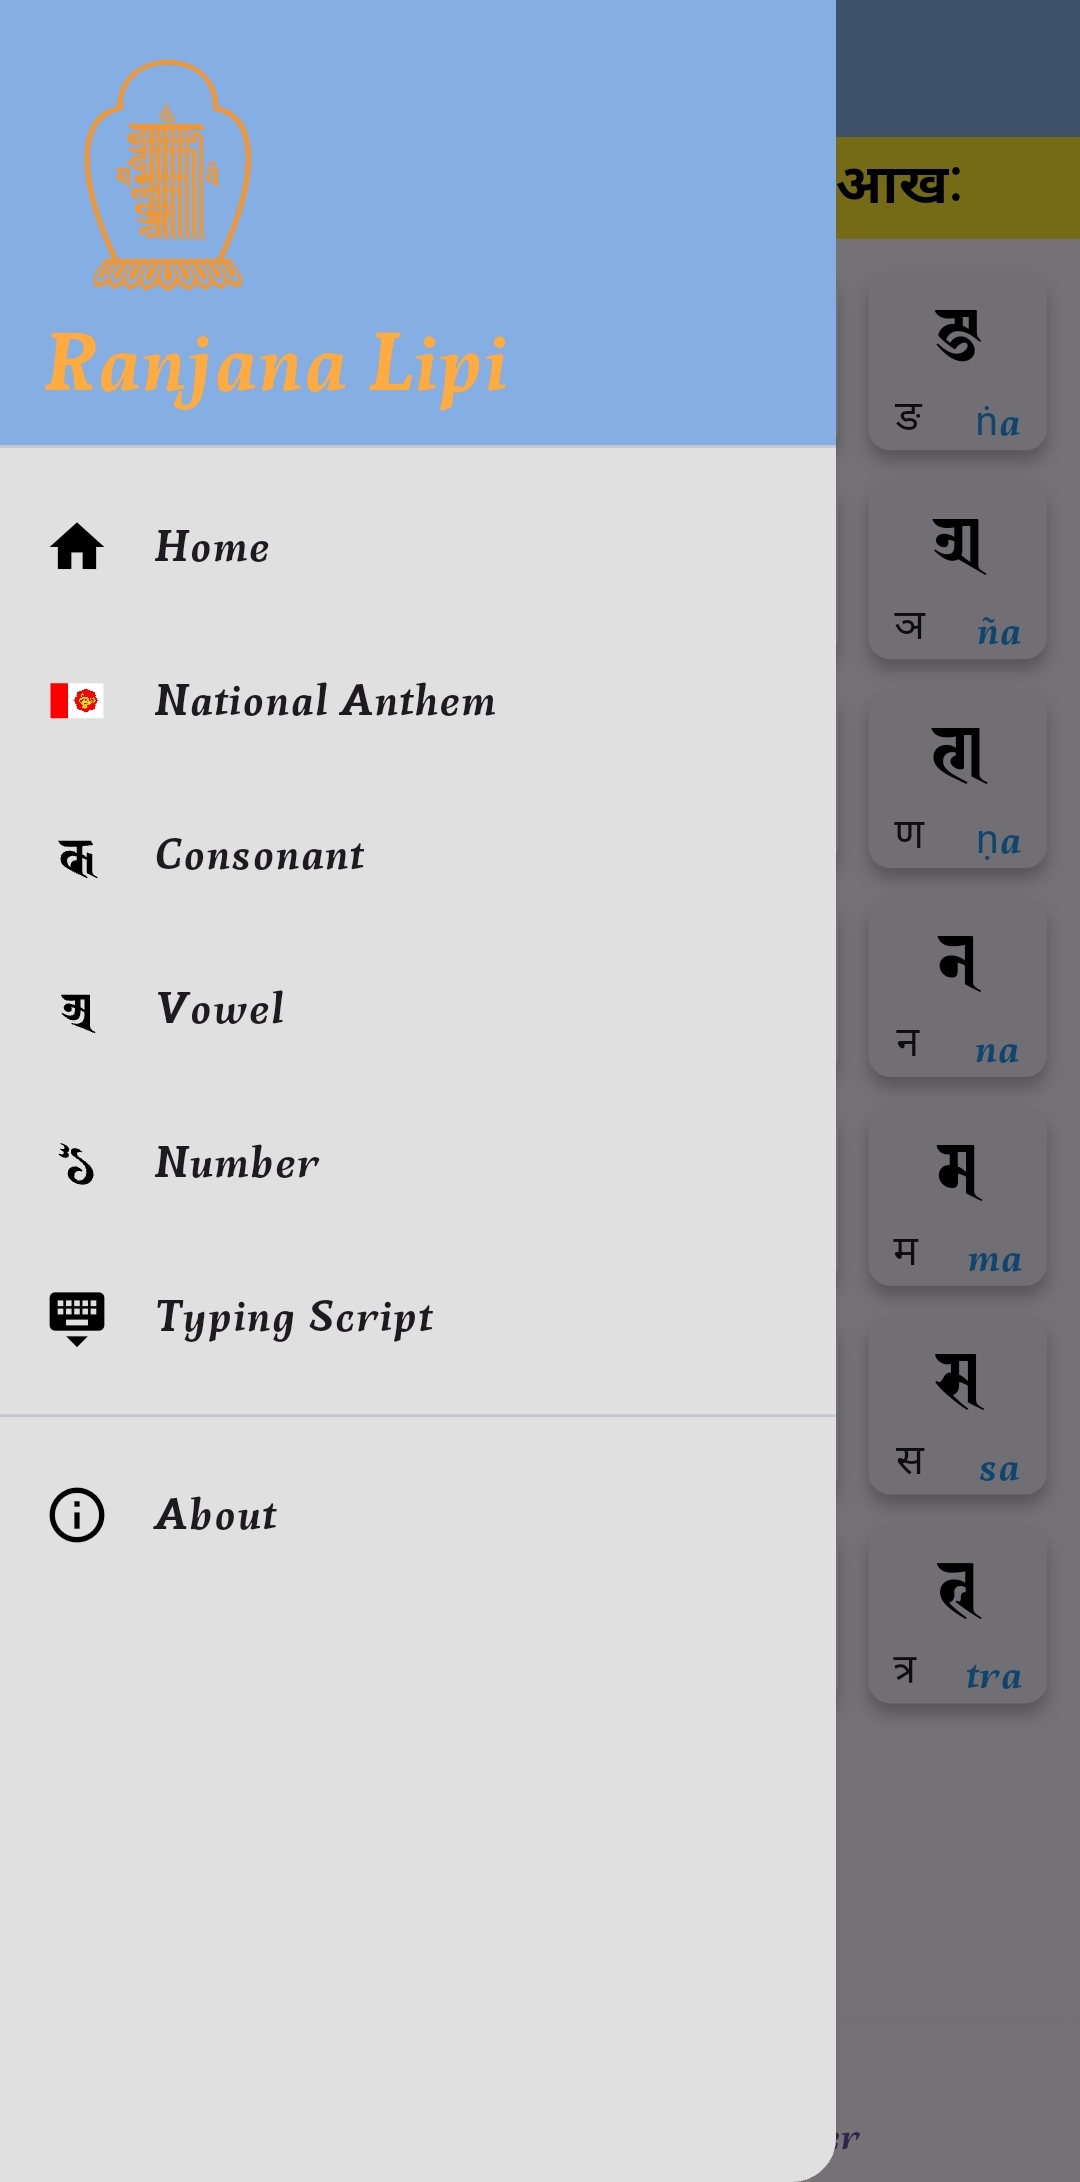 Ranjana Lipi
Home
National Anthem
Consonant
Vowel
Number
Typing Script
About
आखः
ङ ṅa
ञ ña
ण ṇa
न na
म ma
स sa
त्र tra